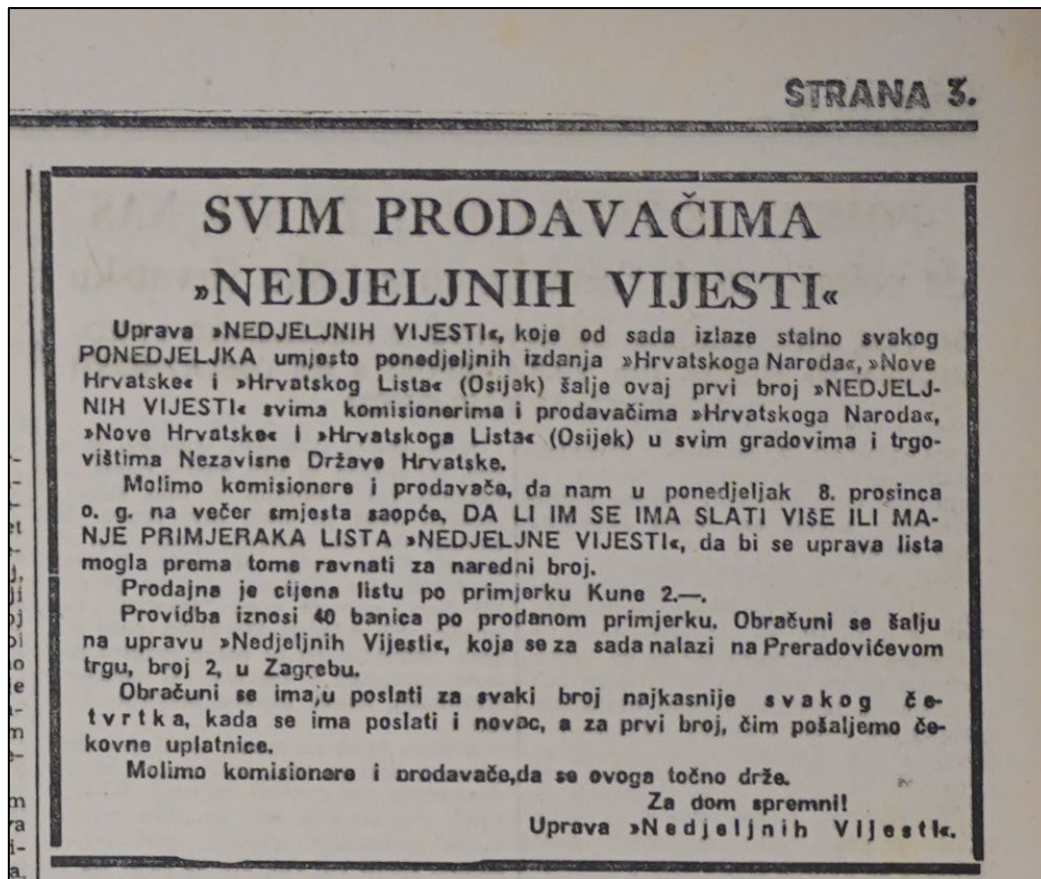 STRANA 3.
SVIM PRODAVAČIMA
»NEDJELJNIH VIJESTI«
Uprava »NEDJELJNIH VIJESTI«, koje od sada izlaze stalno svakog
PONEDJELJKA umjesto ponedjeljnih izdanja »Hrvatskoga Naroda«, »Nove
Hrvatske« i »Hrvatskog Lista« (Osijak) šalje ovaj prvi broj »NEDJELJ-
NIH VIJESTI« svima komisionerima i prodavačima »Hrvatskoga Naroda«,
»Nove Hrvatske« i »Hrvatskoga Lista« (Osijek) u svim gradovima i trgo-
vištima Nezavisne Države Hrvatske.
Molimo komisionere i prodavače, da nam u ponedjeljak 8. prosinca
o. g. na večer smjesta saopće, DA LI IM SE IMA SLATI VIŠE ILI MA-
NJE PRIMJERAKA LISTA »NEDJELJNE VIJESTI«, da bi se uprava lista
mogla prema tome ravnati za naredni broj.
Prodajna je cijena listu po primjerku Kune 2.—.
Providba iznosi 40 banica po prodanom primjerku. Obračuni se šalju
na upravu »Nedjeljnih Vijesti«, koja se za sada nalazi na Preradovićevom
trgu, broj 2, u Zagrebu.
Obračuni se imaju poslati za svaki broj najkasnije svakog če-
tvrtka, kada se ima poslati i novac, a za prvi broj, čim pošaljemo če-
kovne uplatnice.
Molimo komisionere i prodavače,da se ovoga točno drže.
Za dom spremni!
Uprava »Nedjeljnih Vijesti«.